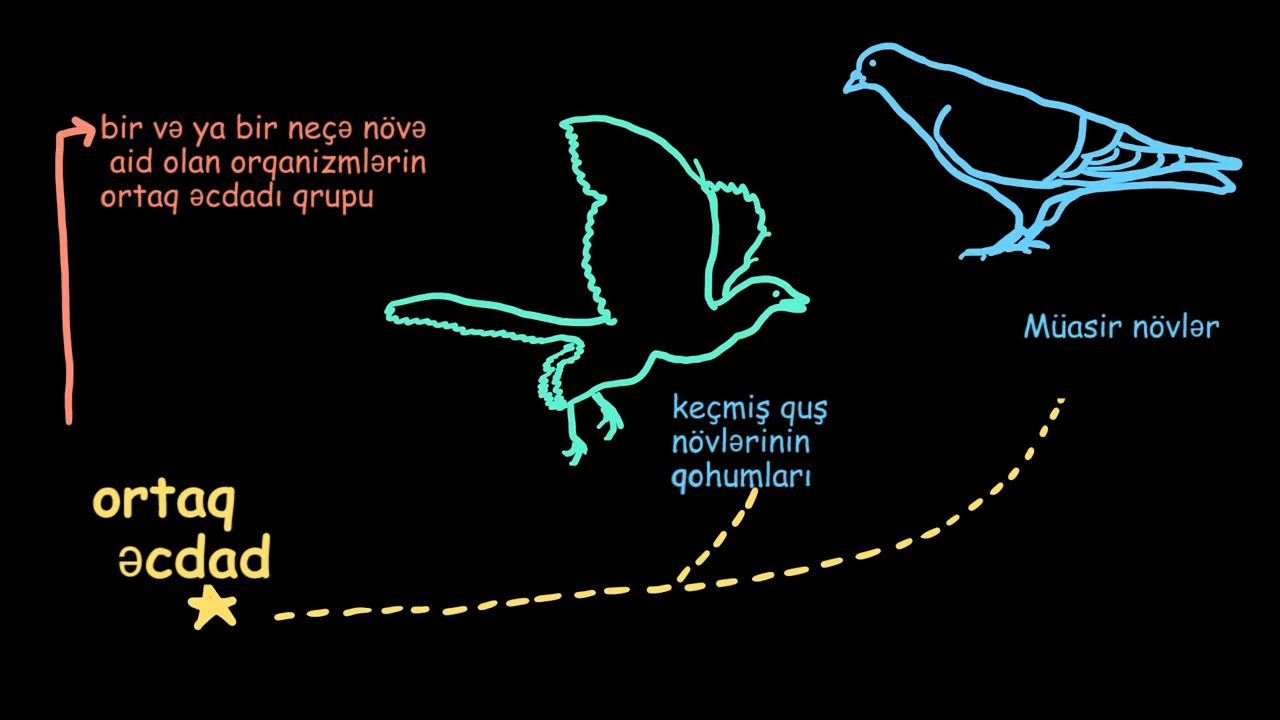 bir və ya bir neçə növə
aid olan orqanizmlərin
ortaq əcdadı qrupu
Müasir növlər
keçmiş quş
növlərinin
qohumları
ortaq
əcdad